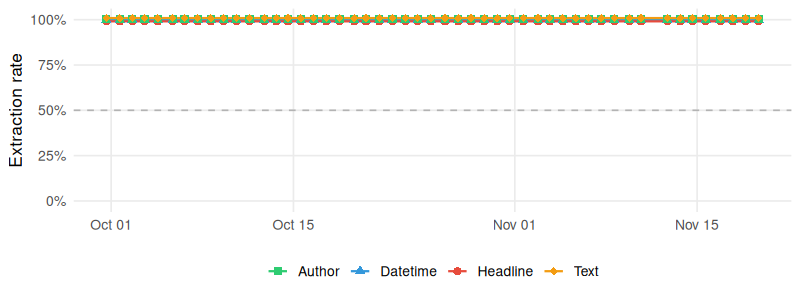 Extraction rate
100%
75%
50%
25%
0%
Oct 01 Oct 15 Nov 01 Nov 15
Author Datetime Headline Text